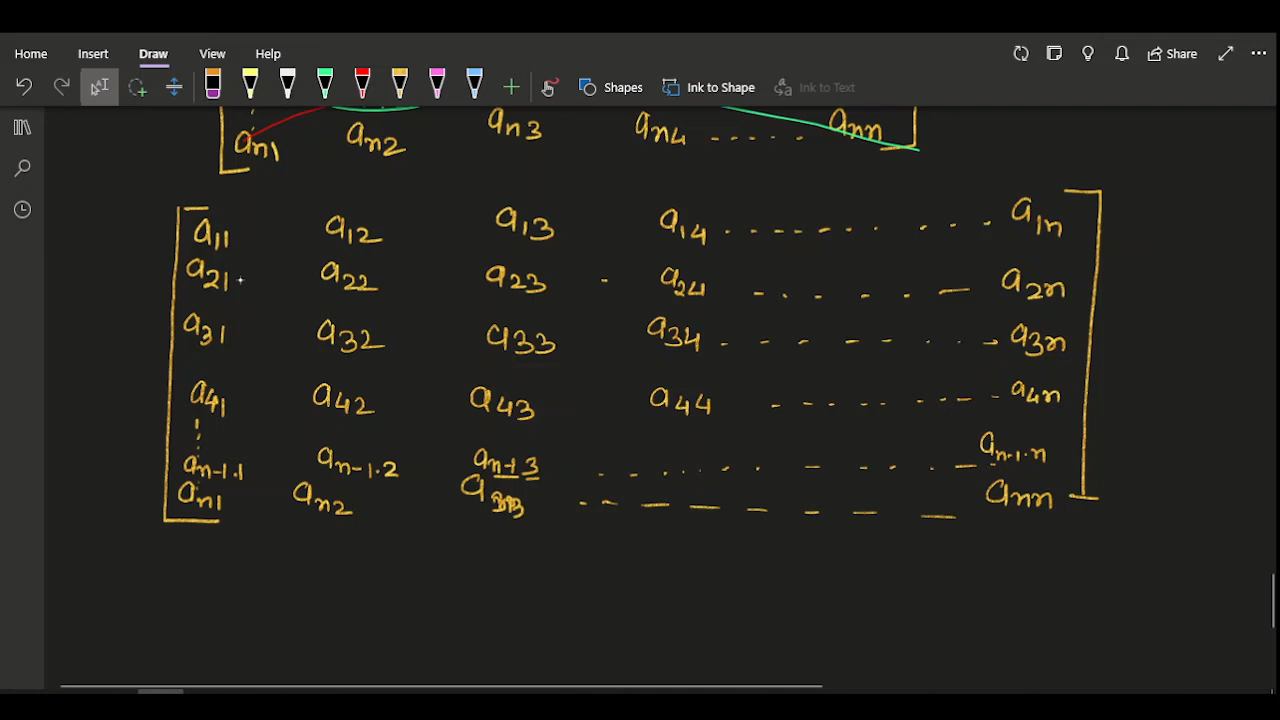 Home Insert Draw View Help Share
Shapes Ink to Shape Ink to Text
an1 an2 an3 an4 ...... ann
a11 a12 a13 a14 ........... a1n
a21 a22 a23 . a24 ...... a2n
a31 a32 a33 a34 ......... a3n
a41 a42 a43 a44 ......... a4n
an-1.1 an-1.2 an-1 3 ......... an-1.n
an1 an2 ........ ann